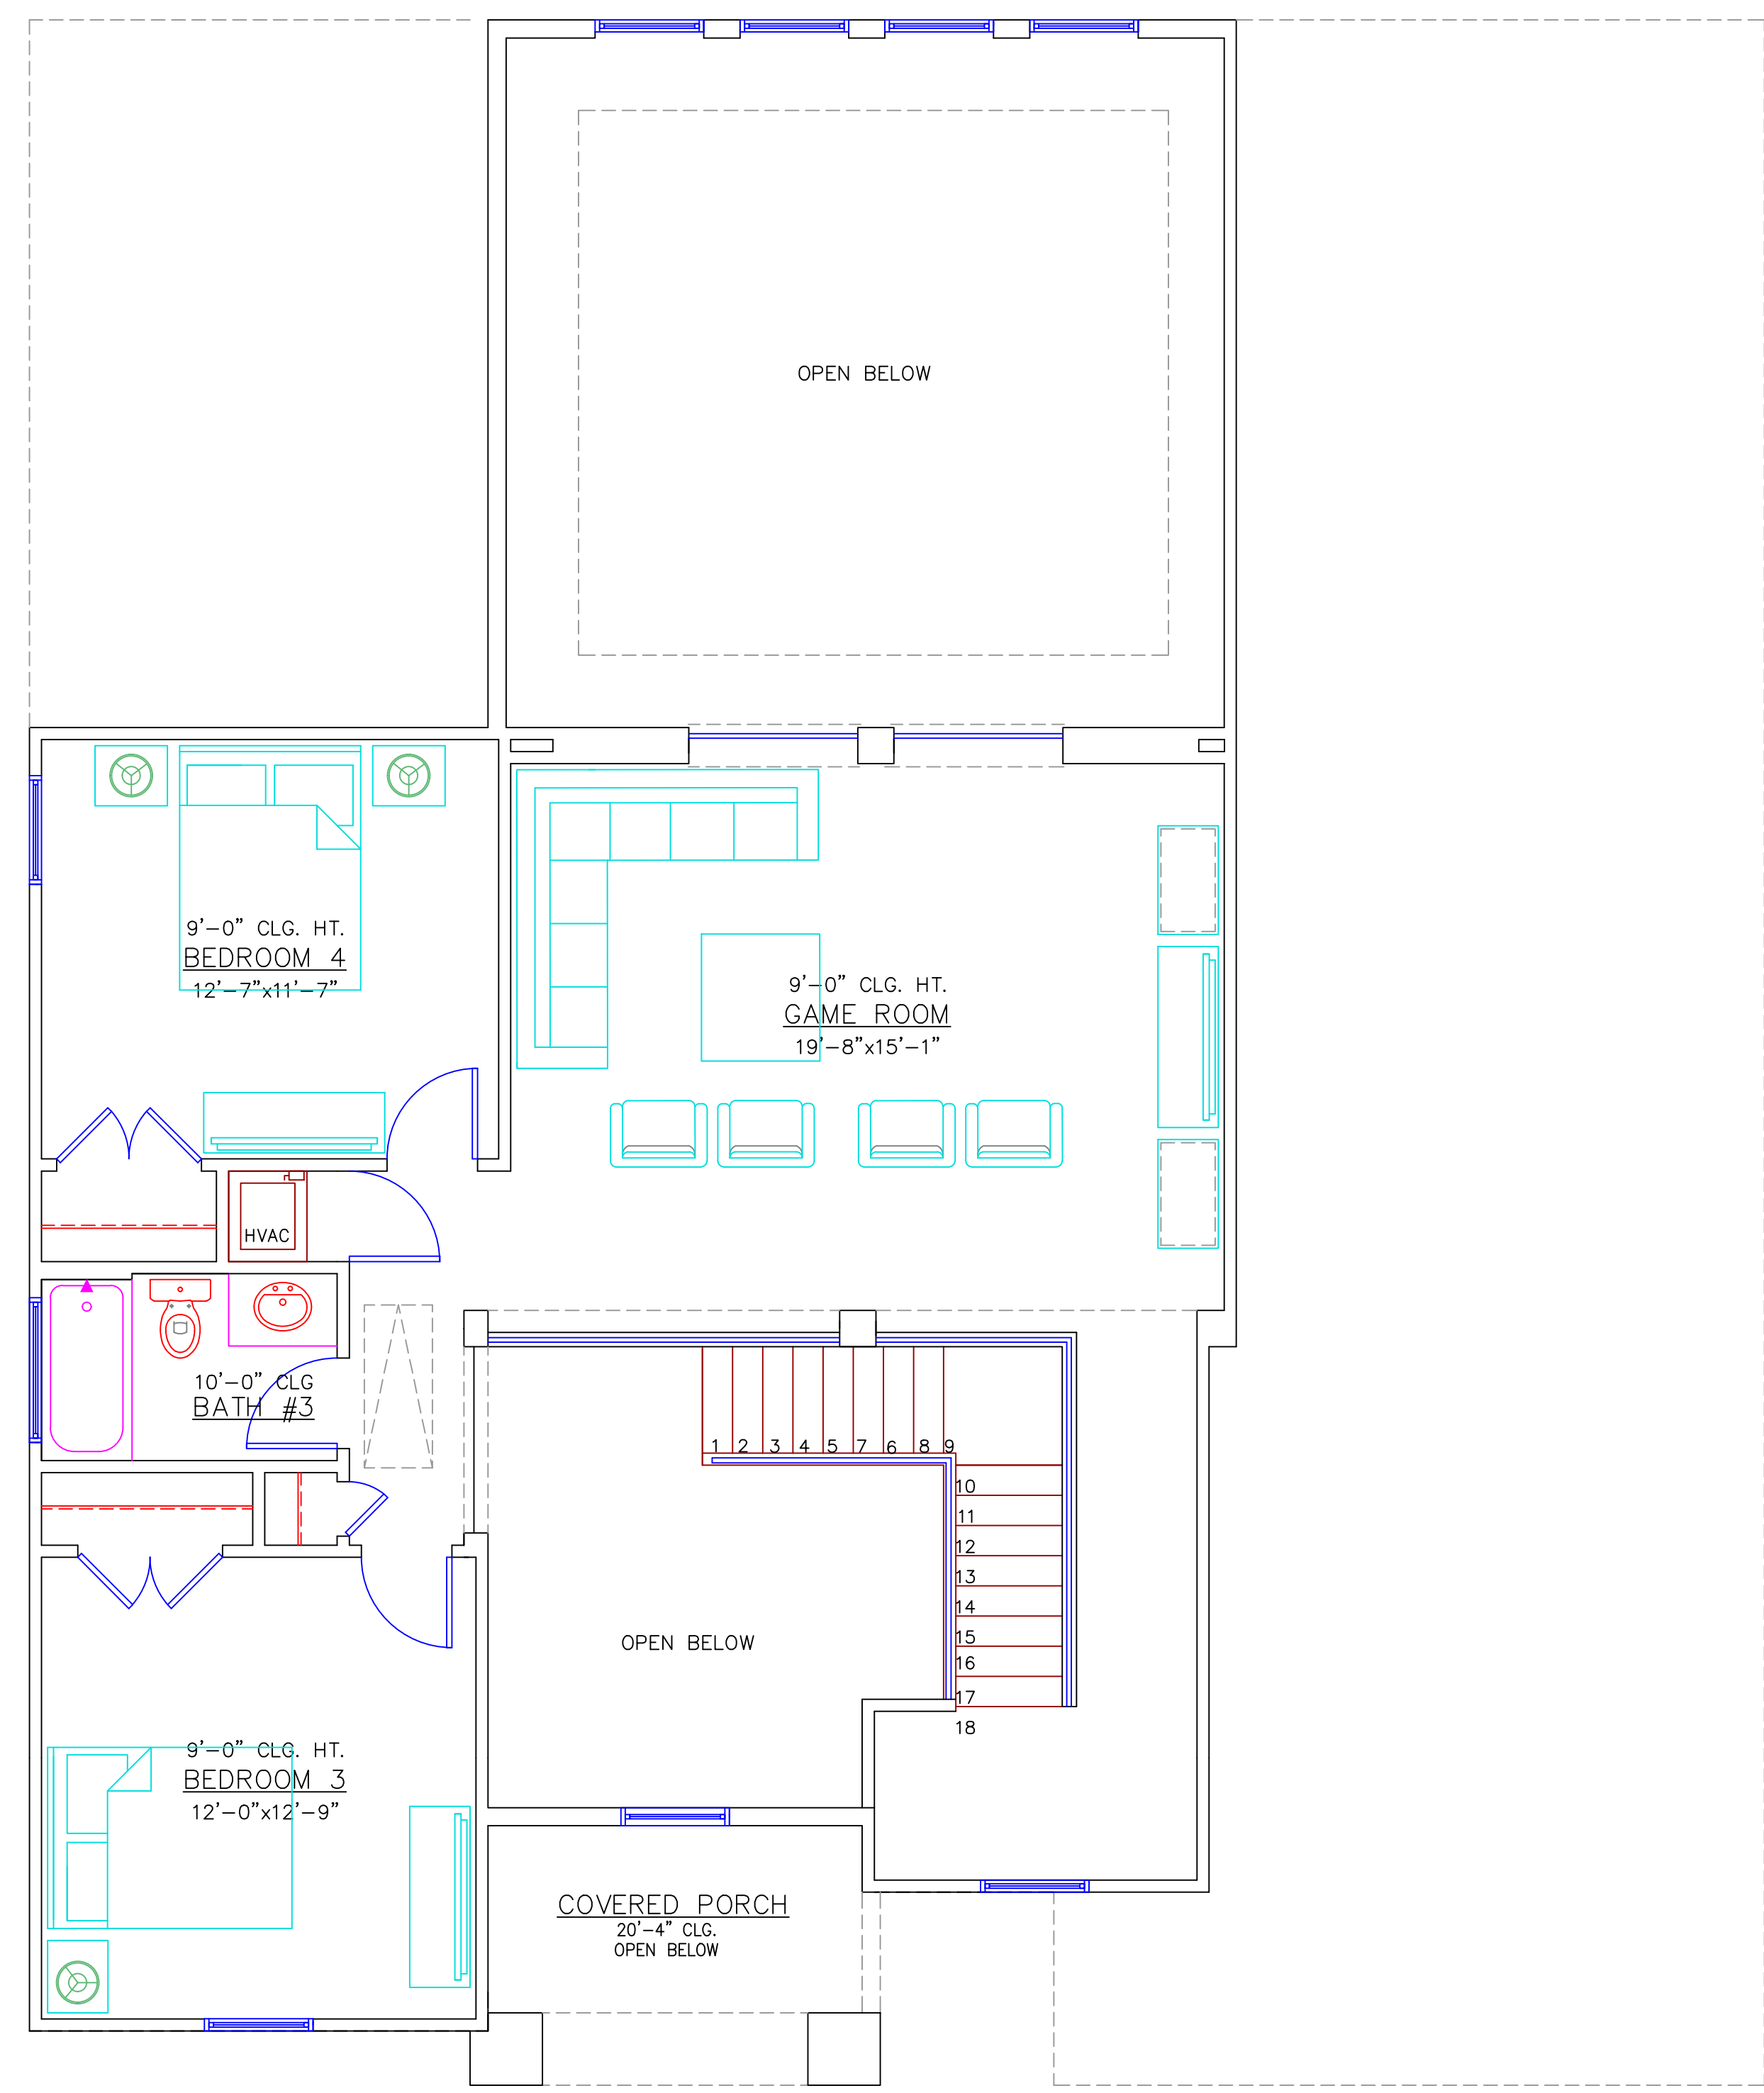 OPEN BELOW
9'-0" CLG. HT.
BEDROOM 4
12'-7"x11'-7"
9'-0" CLG. HT.
GAME ROOM
19'-8"x15'-1"
HVAC
10'-0" CLG
BATH #3
1 2 3 4 5 7 6 8 9
10
11
12
13
14
15
16
17
18
OPEN BELOW
9'-0" CLG. HT.
BEDROOM 3
12'-0"x12'-9"
COVERED PORCH
20'-4" CLG.
OPEN BELOW